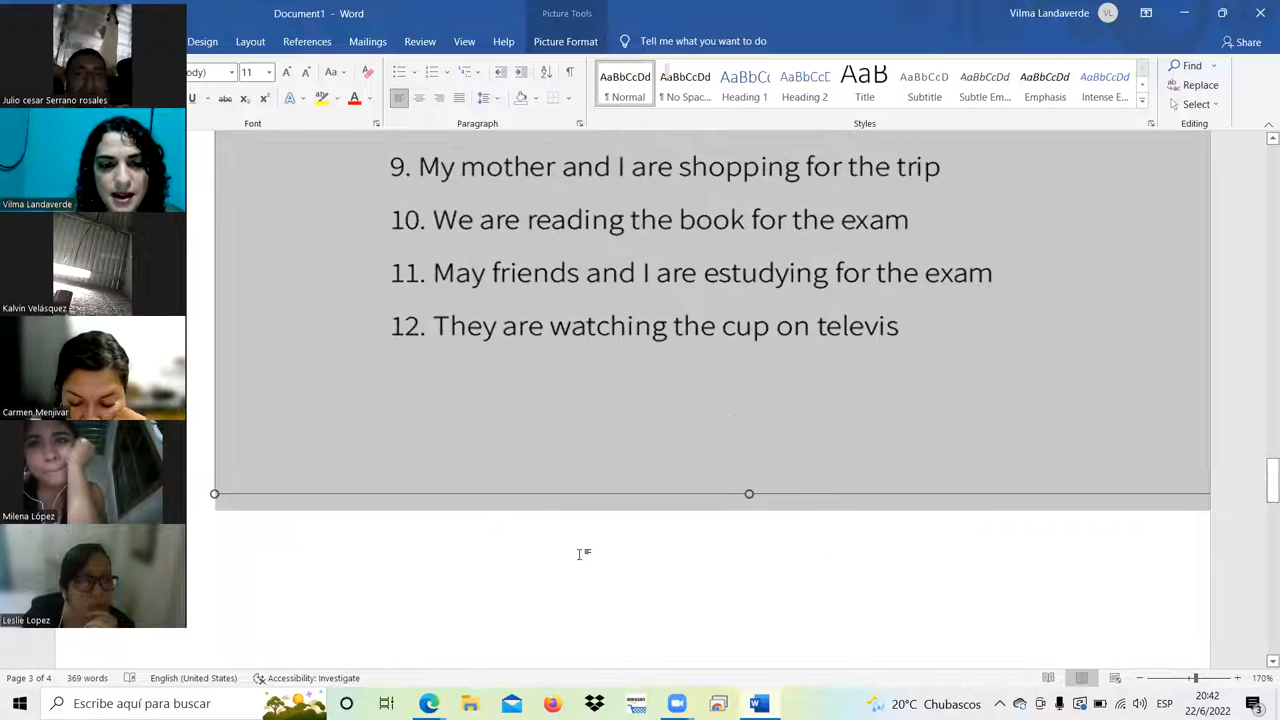 Document1 - Word
Picture Tools
Vilma Landaverde
VL
Design Layout References Mailings Review View Help Picture Format Tell me what you want to do Share
11
Aa
AaBbCcDd AaBbCcDd AaBbCc AaBbCcD AaB AaBbCcD AaBbCcDd AaBbCcDd AaBbCcDd
¶ Normal ¶ No Spac... Heading 1 Heading 2 Title Subtitle Subtle Em... Emphasis Intense E...
Find
Replace
Select
Font Paragraph Styles Editing
Julio cesar Serrano rosales
Vilma Landaverde
Kalvin Velásquez
Carmen Menjivar
Milena López
Leslie Lopez
9. My mother and I are shopping for the trip
10. We are reading the book for the exam
11. May friends and I are estudying for the exam
12. They are watching the cup on televis
Page 3 of 4 369 words English (United States) Accessibility: Investigate 170%
Escribe aquí para buscar
amazon
20°C Chubascos
ESP
20:42
22/6/2022
3